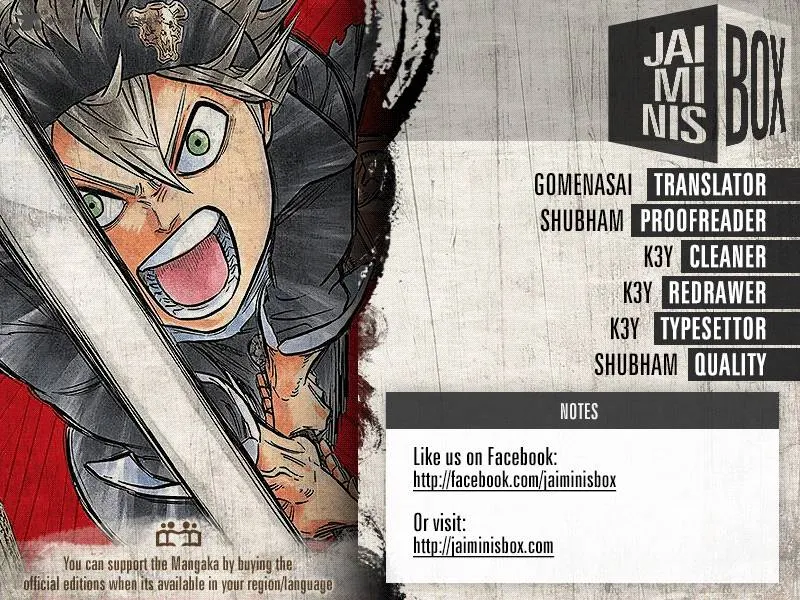 JAI
MI
NIS
BOX
GOMENASAI TRANSLATOR
SHUBHAM PROOFREADER
K3Y CLEANER
K3Y REDRAWER
K3Y TYPESETTOR
SHUBHAM QUALITY
NOTES
Like us on Facebook:
http://facebook.com/jaiminisbox
Or visit:
http://jaiminisbox.com
You can support the Mangaka by buying the
official editions when its available in your region/language